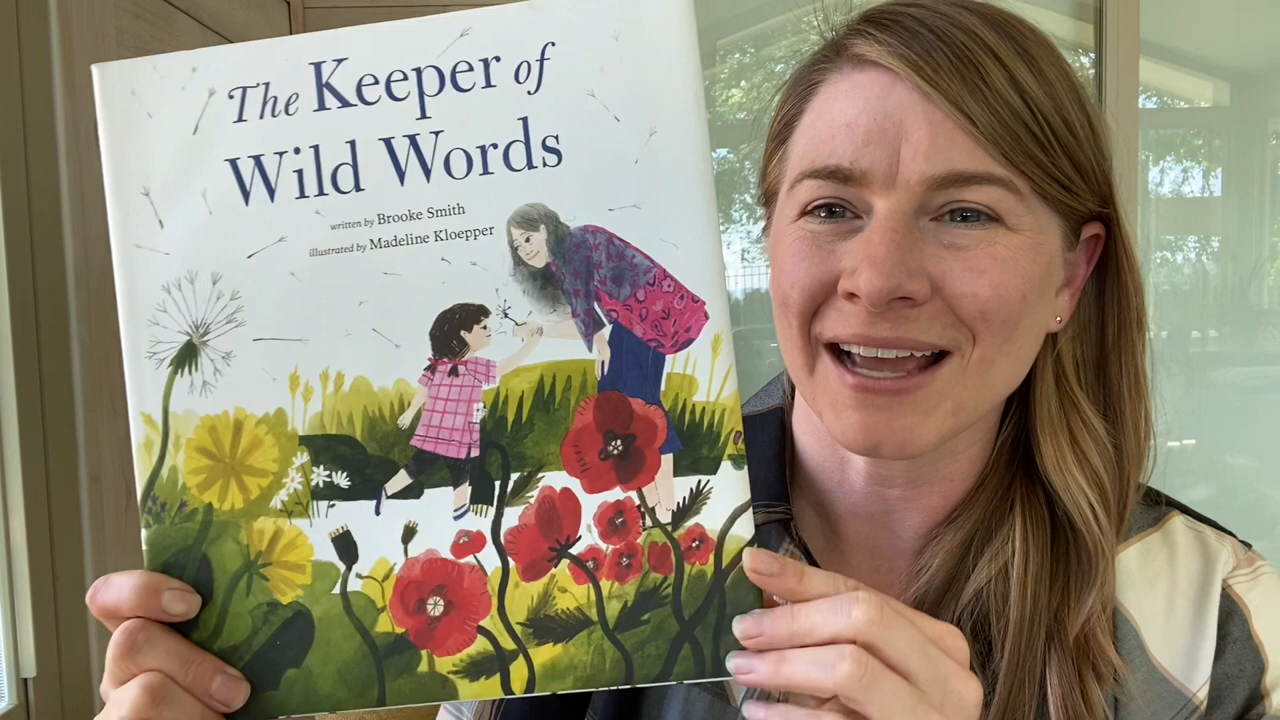 The Keeper of
Wild Words
written by Brooke Smith
illustrated by Madeline Kloepper